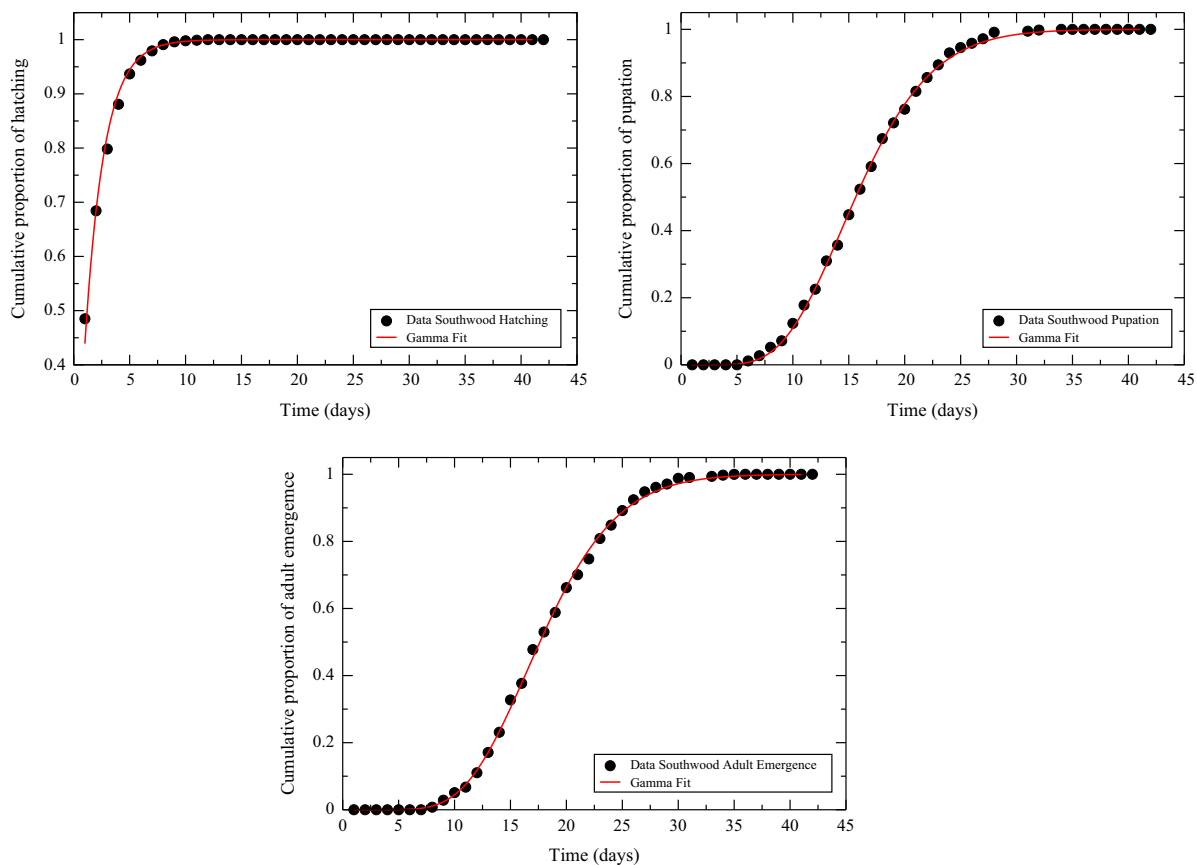 Cumulative proportion of hatching
1
0.9
0.8
0.7
0.6
0.5
0.4
0 5 10 15 20 25 30 35 40 45
Time (days)
Data Southwood Hatching
Gamma Fit
Cumulative proportion of pupation
1
0.8
0.6
0.4
0.2
0
0 5 10 15 20 25 30 35 40 45
Time (days)
Data Southwood Pupation
Gamma Fit
Cumulative proportion of adult emergence
1
0.8
0.6
0.4
0.2
0
0 5 10 15 20 25 30 35 40 45
Time (days)
Data Southwood Adult Emergence
Gamma Fit